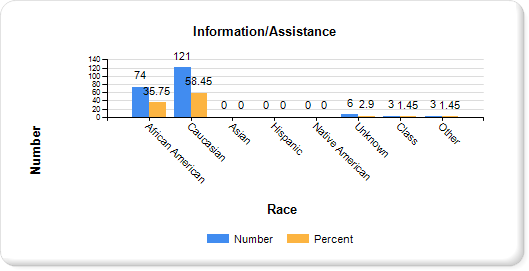 Information/Assistance
Number
140
120
100
80
60
40
20
0
74
35.75
121
58.45
0 0
0 0
0 0
6 2.9
3 1.45
3 1.45
African American
Caucasian
Asian
Hispanic
Native American
Unknown
Class
Other
Race
Number Percent